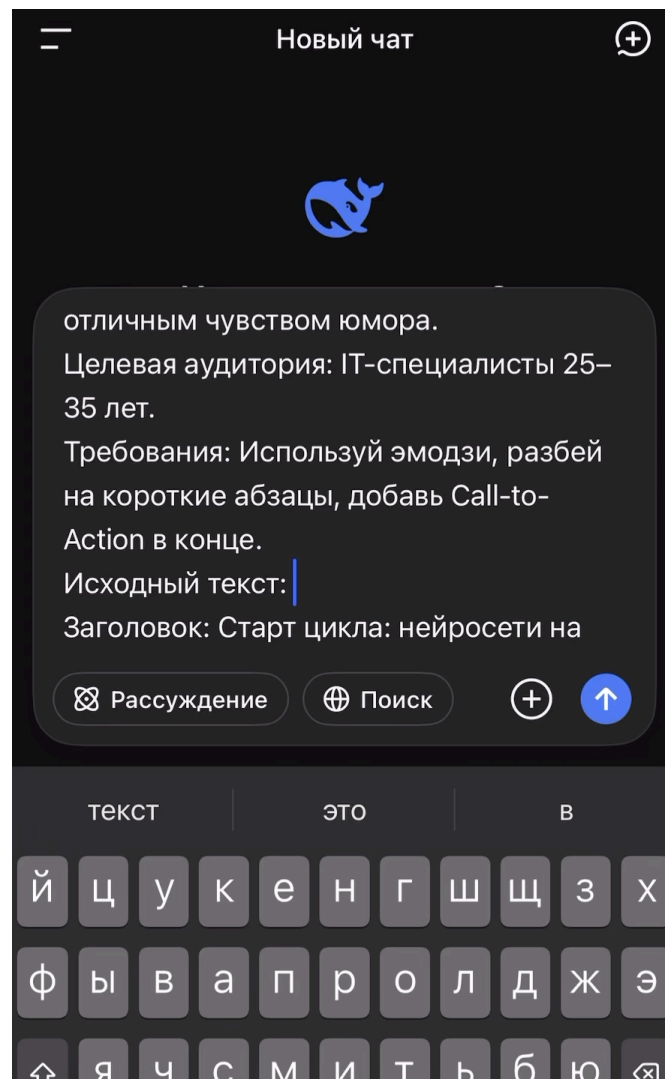 Новый чат
отличным чувством юмора.
Целевая аудитория: IT-специалисты 25–
35 лет.
Требования: Используй эмодзи, разбей
на короткие абзацы, добавь Call-to-
Action в конце.
Исходный текст:
Заголовок: Старт цикла: нейросети на
Рассуждение
Поиск
текст
это
в
й ц у к е н г ш щ з х
ф ы в а п р о л д ж э
я ч с м и т ь б ю